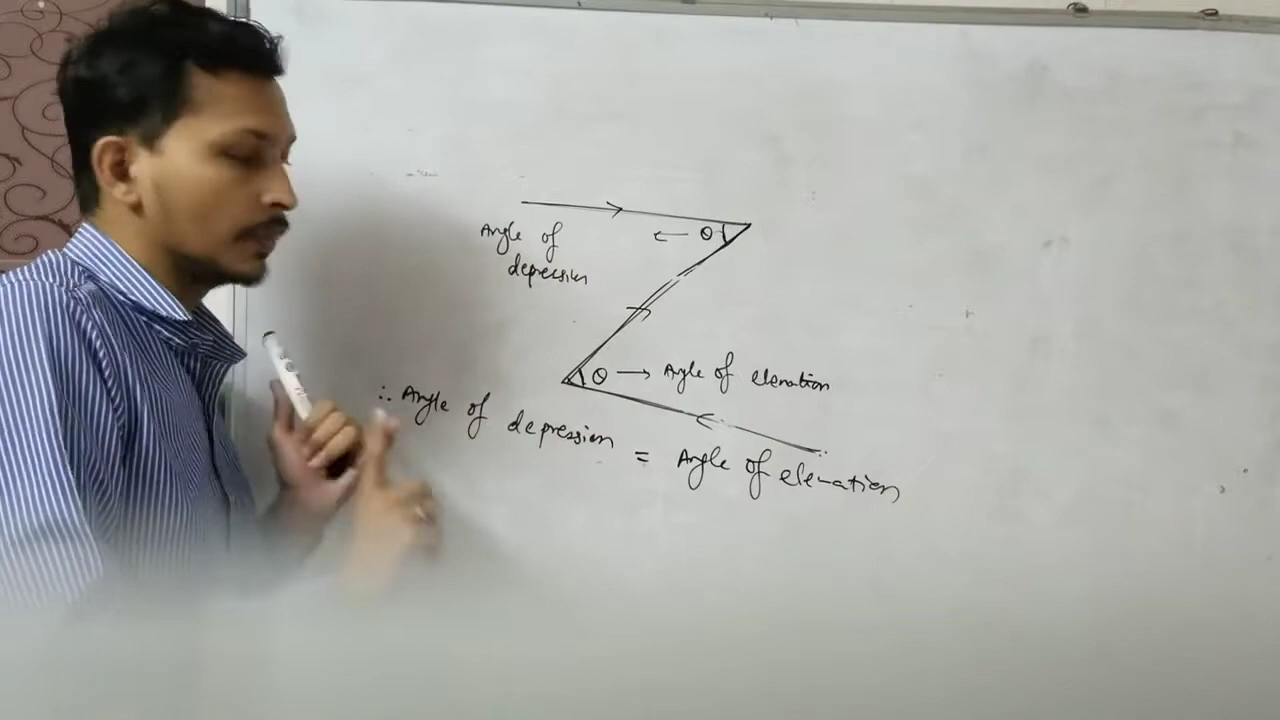 Angle of ← θ
depression
θ → Angle of elevation
∴ Angle of depression = Angle of elevation